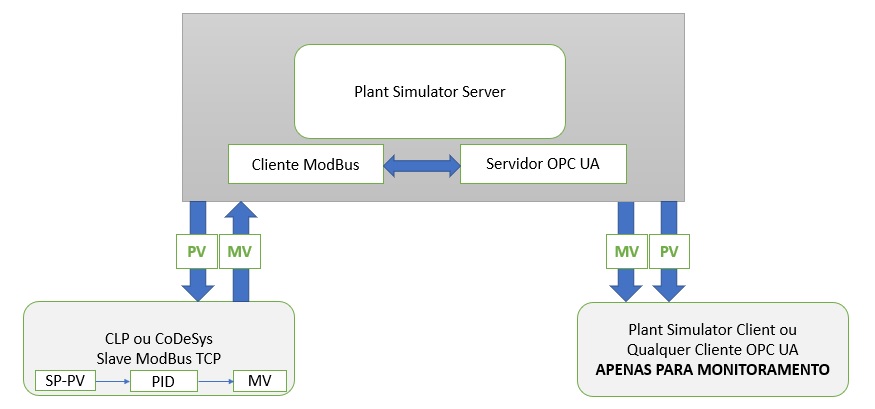 Plant Simulator Server
Cliente ModBus
Servidor OPC UA
PV
MV
MV
PV
CLP ou CoDeSys
Slave ModBus TCP
SP-PV
PID
MV
Plant Simulator Client ou
Qualquer Cliente OPC UA
APENAS PARA MONITORAMENTO